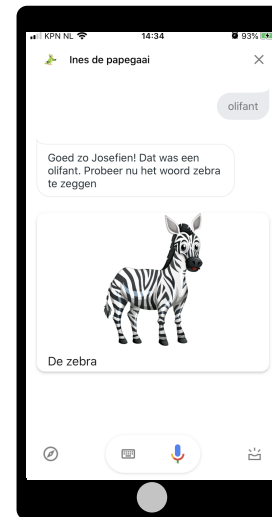 KPN NL 14:34 93%
Ines de papegaai
olifant
Goed zo Josefien! Dat was een
olifant. Probeer nu het woord zebra
te zeggen
De zebra